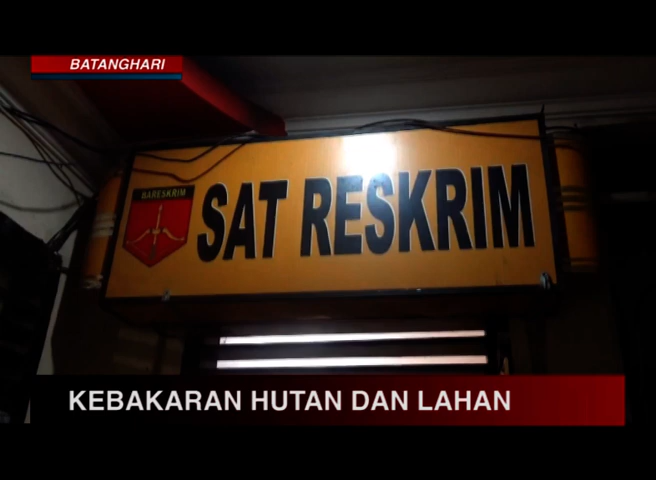 BATANGHARI
BARESKRIM
SAT RESKRIM
KEBAKARAN HUTAN DAN LAHAN